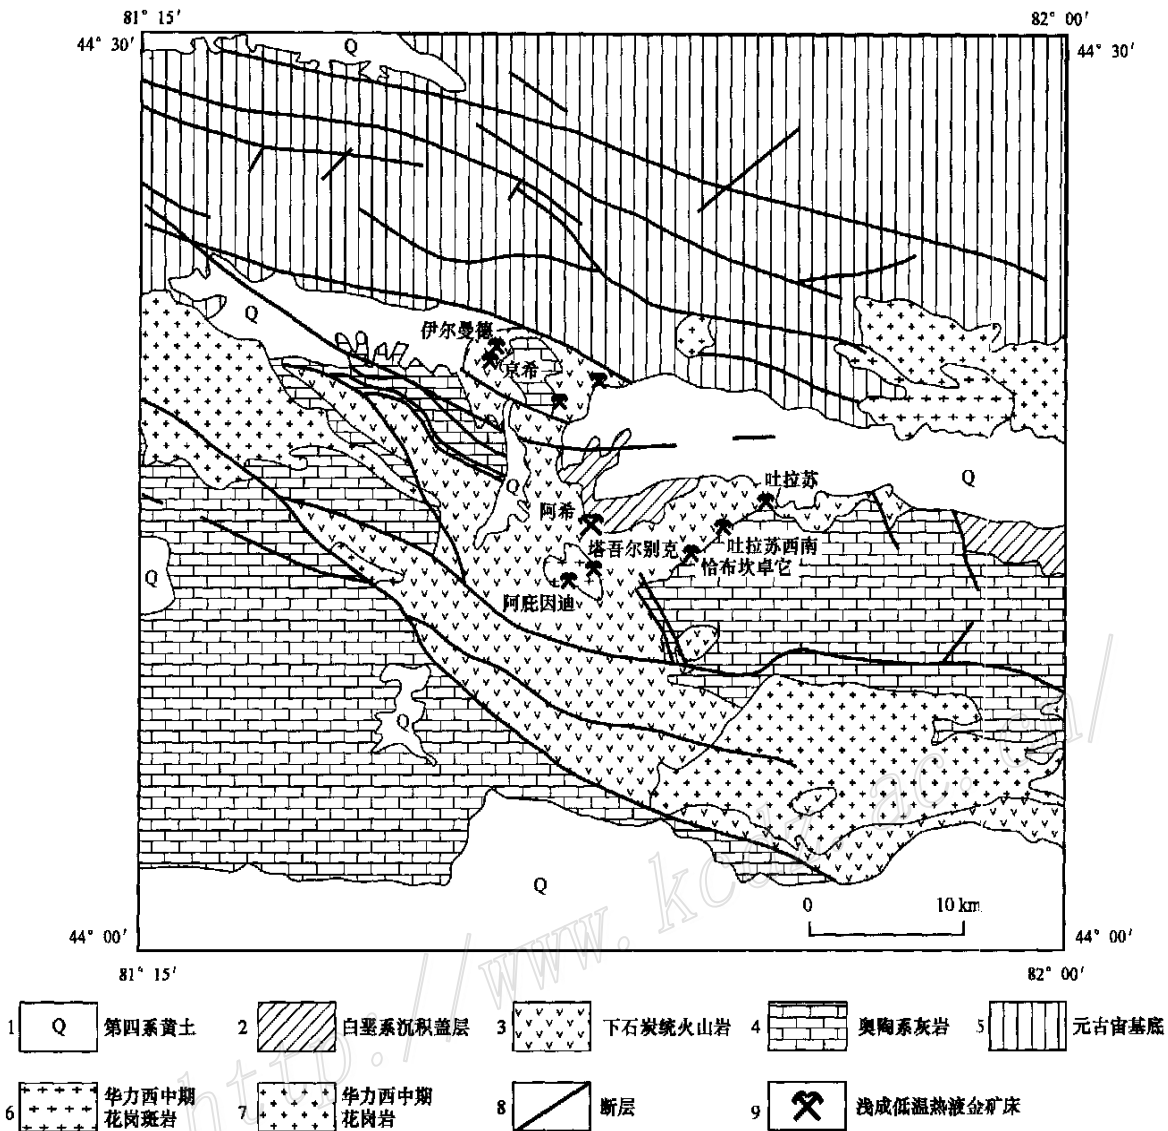 81° 15′
82° 00′
44° 30′
44° 30′
Q
Q
伊尔曼德
京希
吐拉苏
Q
Q
阿希
吐拉苏西南
塔吾尔别克
恰布坎卓它
Q
阿庇因迪
Q
Q
0 10 km
44° 00′
44° 00′
81° 15′
82° 00′
1 Q 第四系黄土
2 白垩系沉积盖层
3 下石炭统火山岩
4 奥陶系灰岩
5 元古宙基底
6 华力西中期
花岗斑岩
7 华力西中期
花岗岩
8 断层
9 浅成低温热液金矿床
http://www.kcdz.ac.cn/